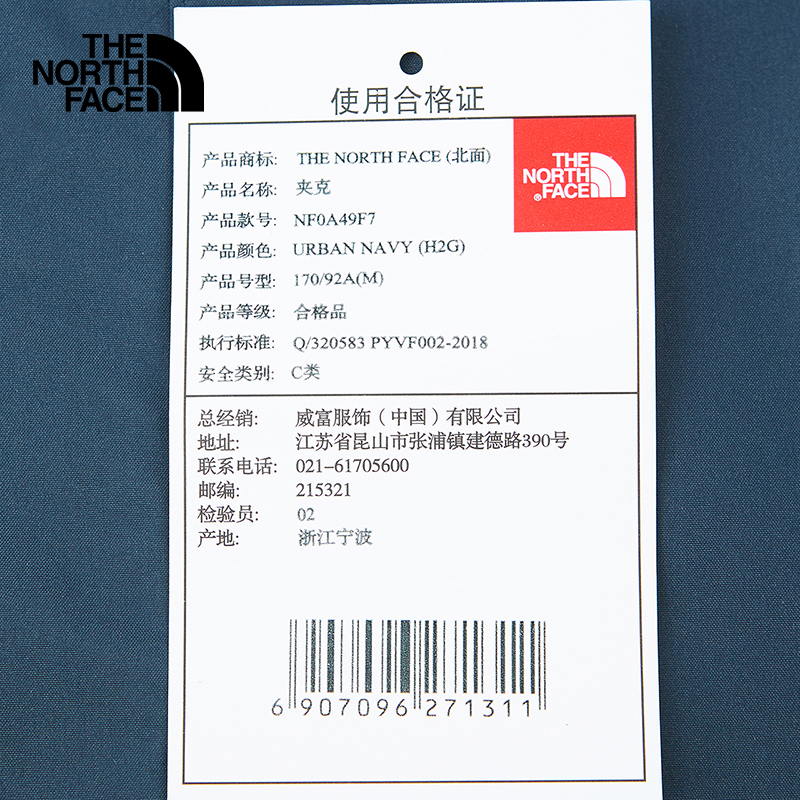 THE
NORTH
FACE
使用合格证
产品商标: THE NORTH FACE (北面)
产品名称: 夹克
产品款号: NF0A49F7
产品颜色: URBAN NAVY (H2G)
产品号型: 170/92A(M)
产品等级: 合格品
执行标准: Q/320583 PYVF002-2018
安全类别: C类
THE
NORTH
FACE
®
总经销: 威富服饰（中国）有限公司
地址: 江苏省昆山市张浦镇建德路390号
联系电话: 021-61705600
邮编: 215321
检验员: 02
产地: 浙江宁波
6 907096 271311